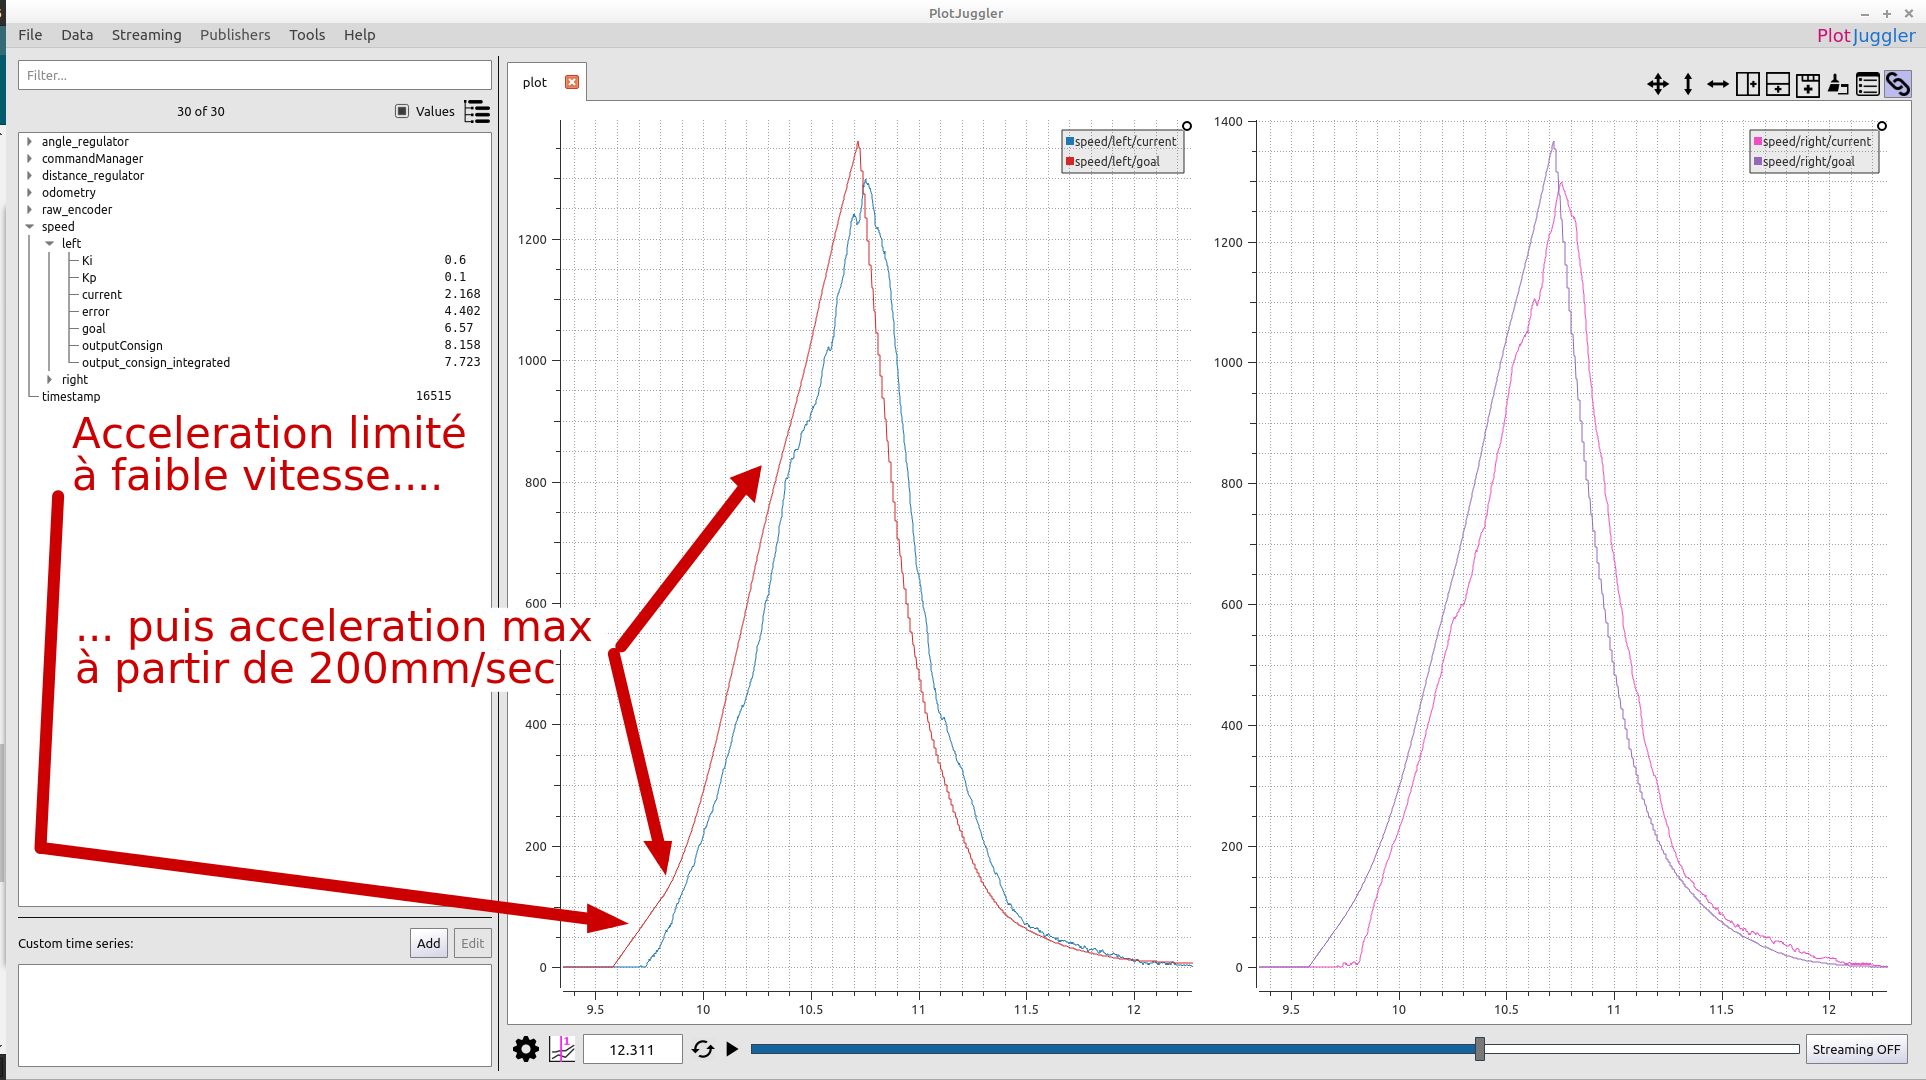 PlotJuggler
File Data Streaming Publishers Tools Help
PlotJuggler
Filter...
30 of 30
Values
angle_regulator
commandManager
distance_regulator
odometry
raw_encoder
speed
left
Ki 0.6
Kp 0.1
current 2.168
error 4.402
goal 6.57
outputConsign 8.158
output_consign_integrated 7.723
right
timestamp 16515
Acceleration limité
à faible vitesse....
... puis acceleration max
à partir de 200mm/sec
Custom time series:
Add Edit
plot
speed/left/current
speed/left/goal
1200
1000
800
600
400
200
0
9.5 10 10.5 11 11.5 12
speed/right/current
speed/right/goal
1400
1200
1000
800
600
400
200
0
9.5 10 10.5 11 11.5 12
1
12.311
Streaming OFF